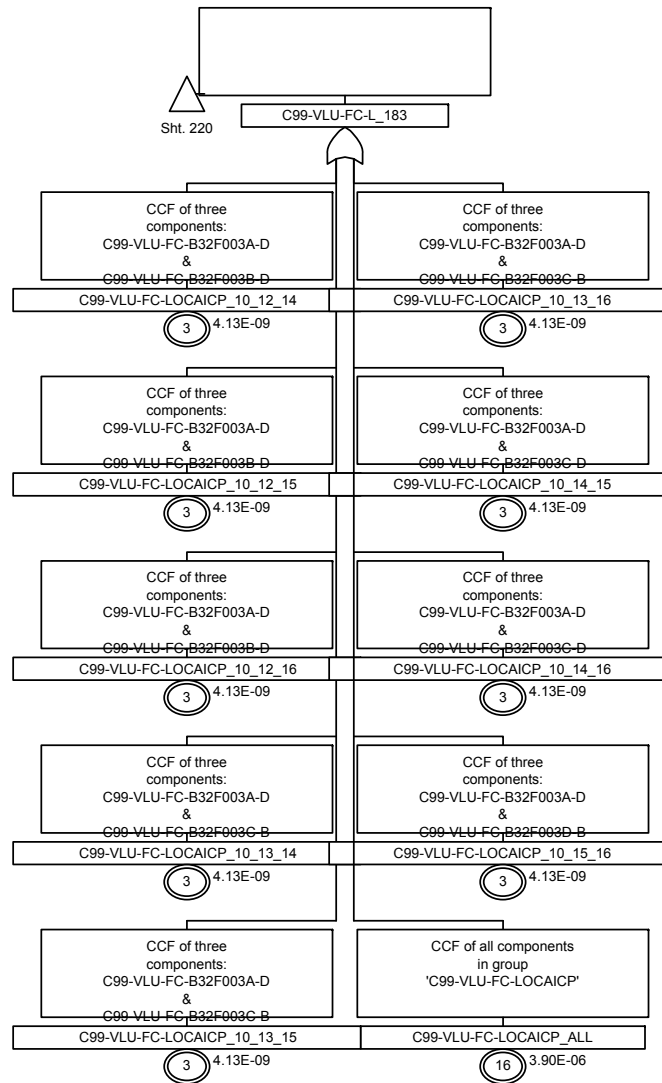 C99-VLU-FC-L_183
Sht. 220
CCF of three
components:
C99-VLU-FC-B32F003A-D
&
C99-VLU-FC-B32F003B-D
C99-VLU-FC-LOCAICP_10_12_14
3
4.13E-09
CCF of three
components:
C99-VLU-FC-B32F003A-D
&
C99-VLU-FC-B32F003C-B
C99-VLU-FC-LOCAICP_10_13_16
3
4.13E-09
CCF of three
components:
C99-VLU-FC-B32F003A-D
&
C99-VLU-FC-B32F003B-D
C99-VLU-FC-LOCAICP_10_12_15
3
4.13E-09
CCF of three
components:
C99-VLU-FC-B32F003A-D
&
C99-VLU-FC-B32F003C-D
C99-VLU-FC-LOCAICP_10_14_15
3
4.13E-09
CCF of three
components:
C99-VLU-FC-B32F003A-D
&
C99-VLU-FC-B32F003B-D
C99-VLU-FC-LOCAICP_10_12_16
3
4.13E-09
CCF of three
components:
C99-VLU-FC-B32F003A-D
&
C99-VLU-FC-B32F003C-D
C99-VLU-FC-LOCAICP_10_14_16
3
4.13E-09
CCF of three
components:
C99-VLU-FC-B32F003A-D
&
C99-VLU-FC-B32F003C-B
C99-VLU-FC-LOCAICP_10_13_14
3
4.13E-09
CCF of three
components:
C99-VLU-FC-B32F003A-D
&
C99-VLU-FC-B32F003D-B
C99-VLU-FC-LOCAICP_10_15_16
3
4.13E-09
CCF of three
components:
C99-VLU-FC-B32F003A-D
&
C99-VLU-FC-B32F003C-B
C99-VLU-FC-LOCAICP_10_13_15
3
4.13E-09
CCF of all components
in group
'C99-VLU-FC-LOCAICP'
C99-VLU-FC-LOCAICP_ALL
16
3.90E-06